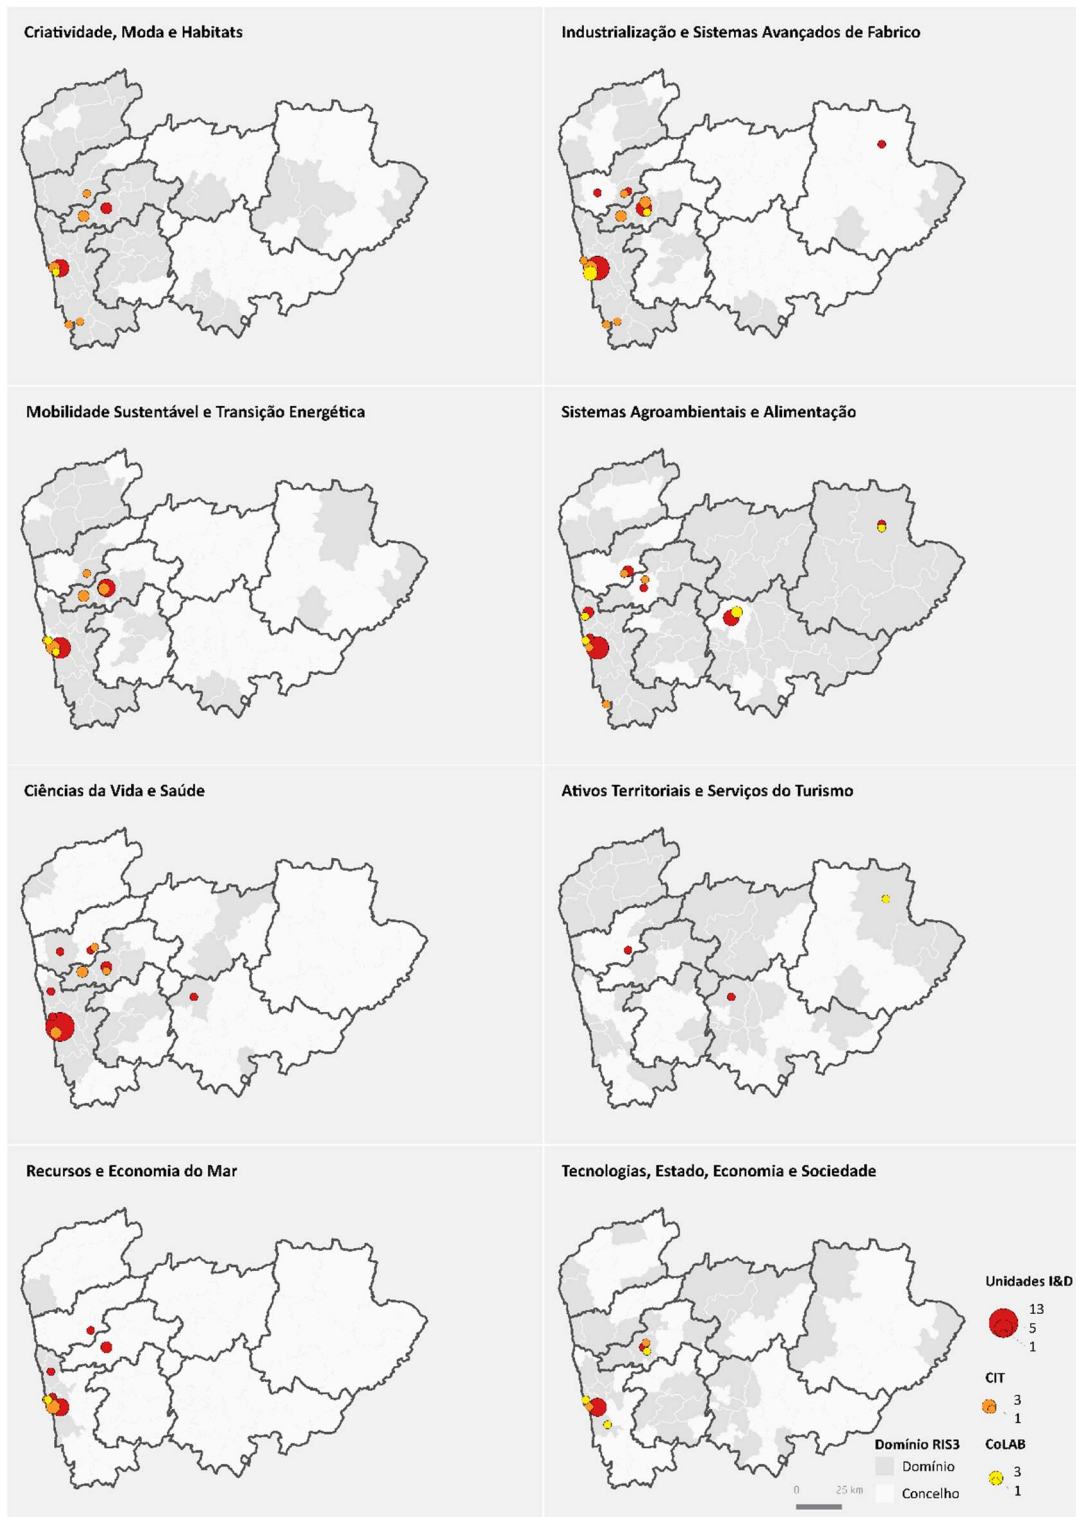 Criatividade, Moda e Habitats
Industrialização e Sistemas Avançados de Fabrico
Mobilidade Sustentável e Transição Energética
Sistemas Agroambientais e Alimentação
Ciências da Vida e Saúde
Ativos Territoriais e Serviços do Turismo
Recursos e Economia do Mar
Tecnologias, Estado, Economia e Sociedade
Unidades I&D
13
5
1
CIT
3
1
Domínio RIS3
Domínio
Concelho
CoLAB
3
1
0 25 km